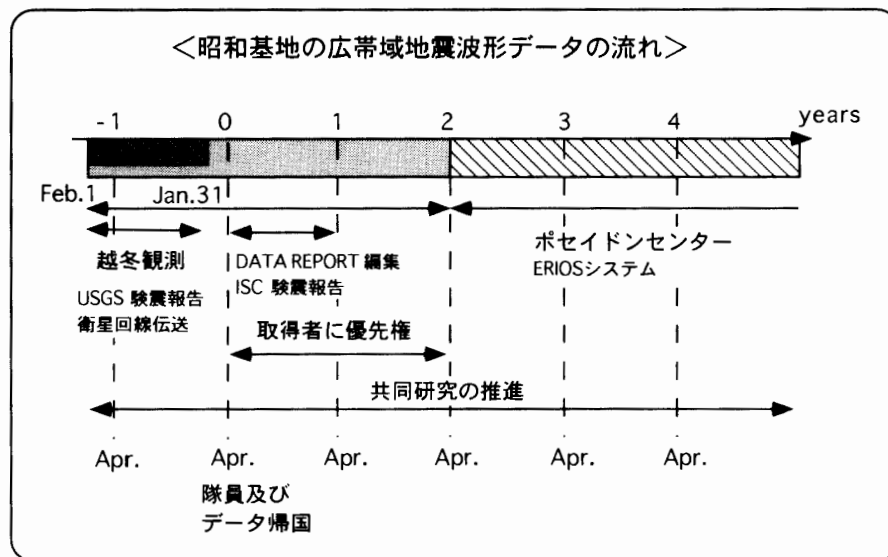 ＜昭和基地の広帯域地震波形データの流れ＞
-1 0 1 2 3 4 years
Feb.1 Jan.31
越冬観測
USGS 験震報告
衛星回線伝送
DATA REPORT 編集
ISC 験震報告
ポセイドンセンター
ERIOSシステム
取得者に優先権
共同研究の推進
Apr. Apr. Apr. Apr. Apr. Apr.
隊員及び
データ帰国